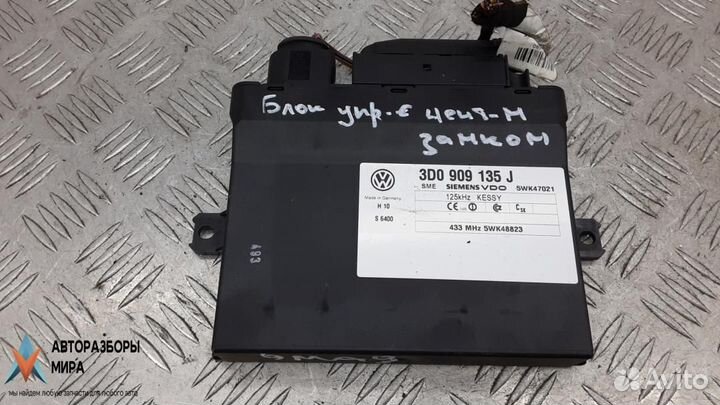 Блок упр-е цент-м
замком
3D0 909 135 J
SME SIEMENS VDO 5WK47021
Made in Germany
125kHz KESSY
H 10
S 6400
433 MHz 5WK48823
493
АВТОРАЗБОРЫ
МИРА
мы найдем любую запчасть для любого авто
Avito